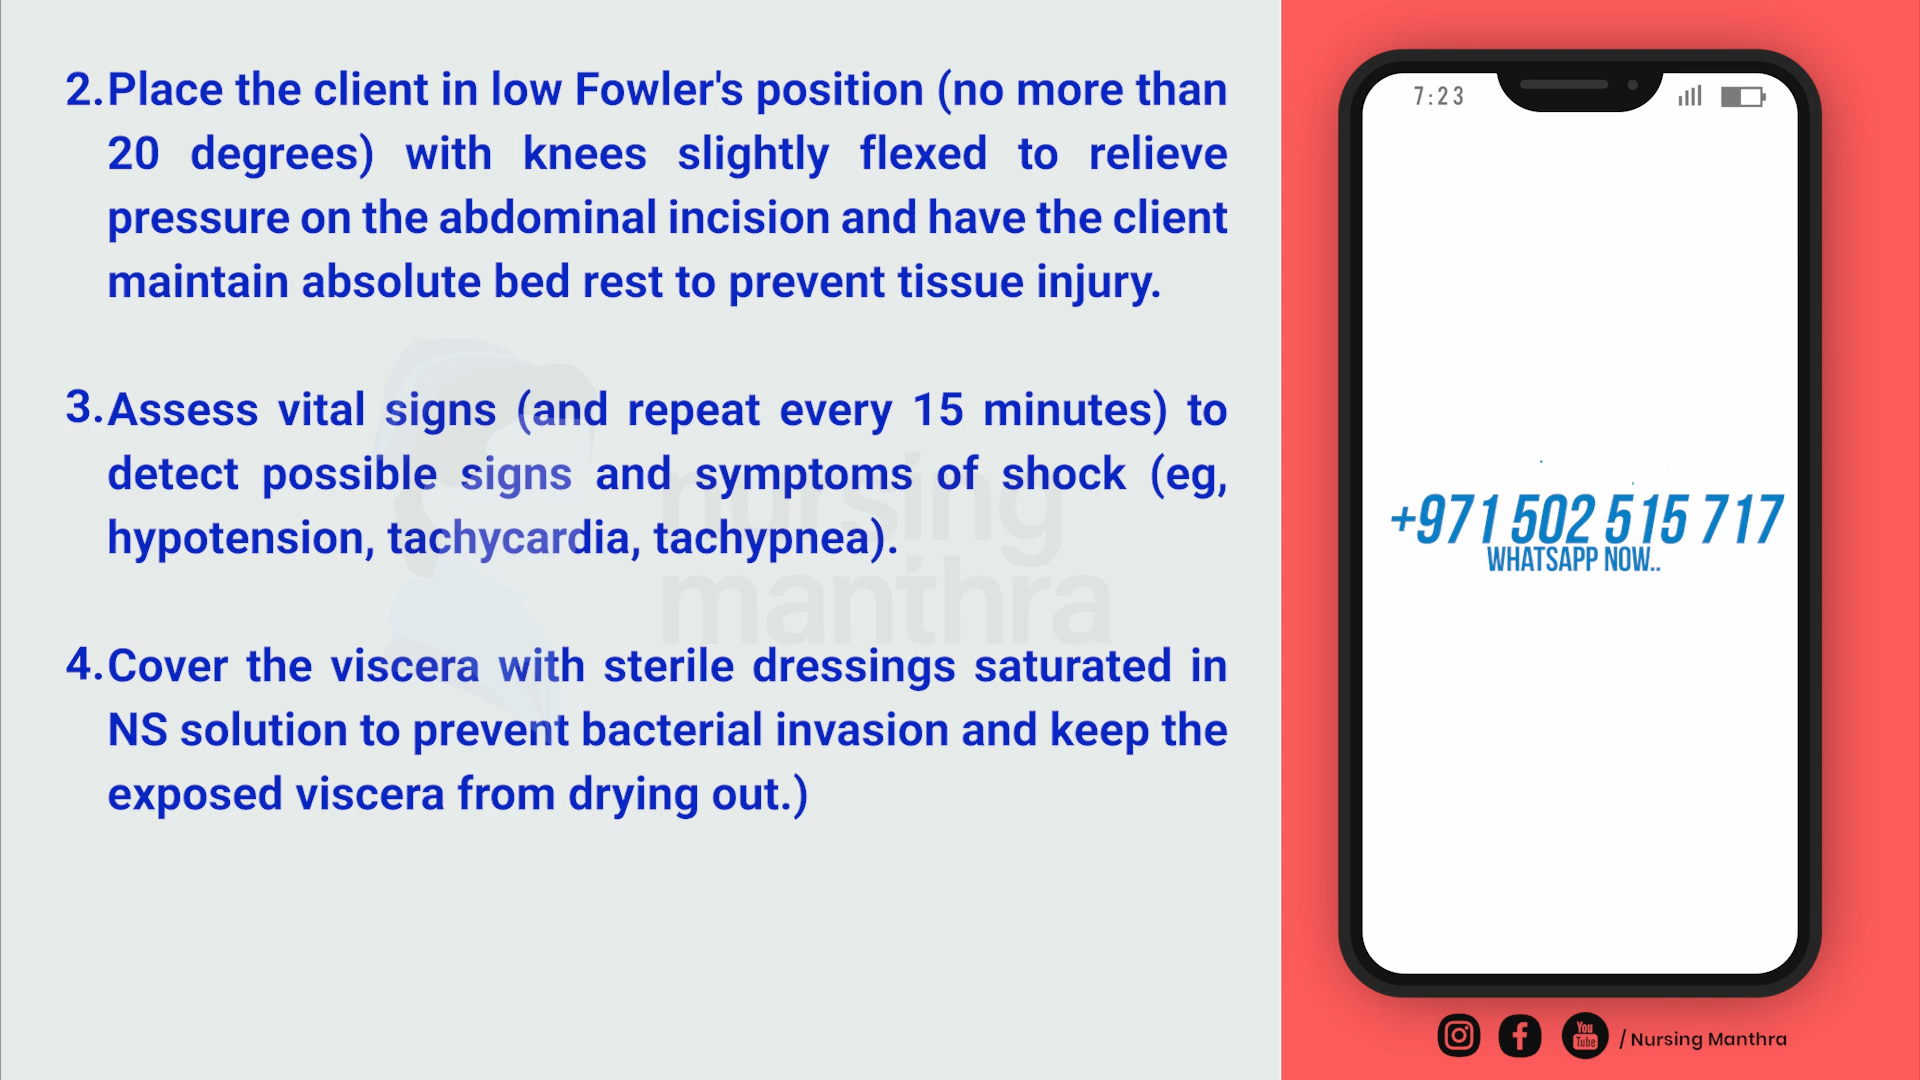 2. Place the client in low Fowler's position (no more than
20 degrees) with knees slightly flexed to relieve
pressure on the abdominal incision and have the client
maintain absolute bed rest to prevent tissue injury.
3. Assess vital signs (and repeat every 15 minutes) to
detect possible signs and symptoms of shock (eg,
hypotension, tachycardia, tachypnea).
4. Cover the viscera with sterile dressings saturated in
NS solution to prevent bacterial invasion and keep the
exposed viscera from drying out.)
nursing
manthra
7:23
+971 502 515 717
WHATSAPP NOW..
You
Tube
/ Nursing Manthra